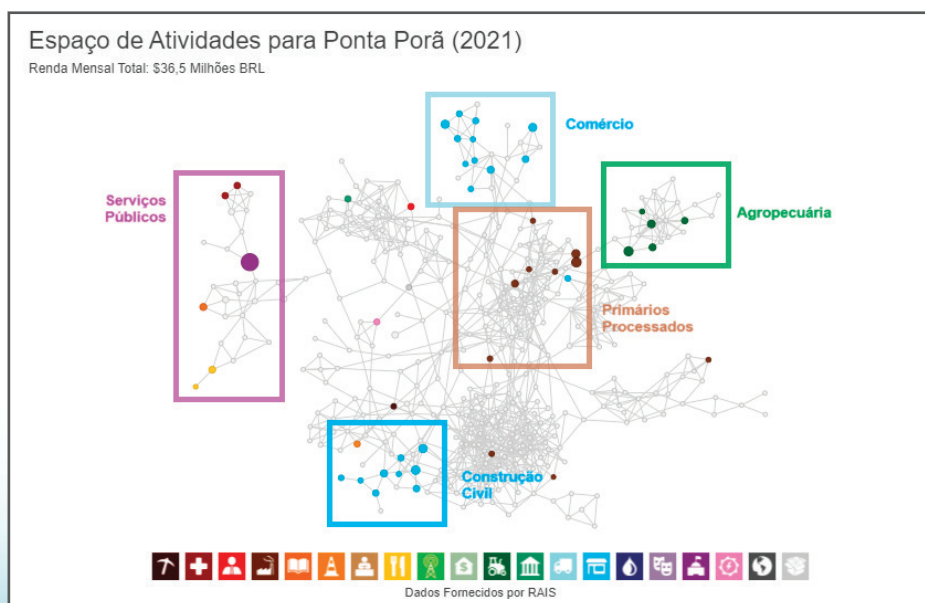 Espaço de Atividades para Ponta Porã (2021)
Renda Mensal Total: $36,5 Milhões BRL
Comércio
Serviços
Públicos
Agropecuária
Primários
Processados
Construção
Civil
Dados Fornecidos por RAIS